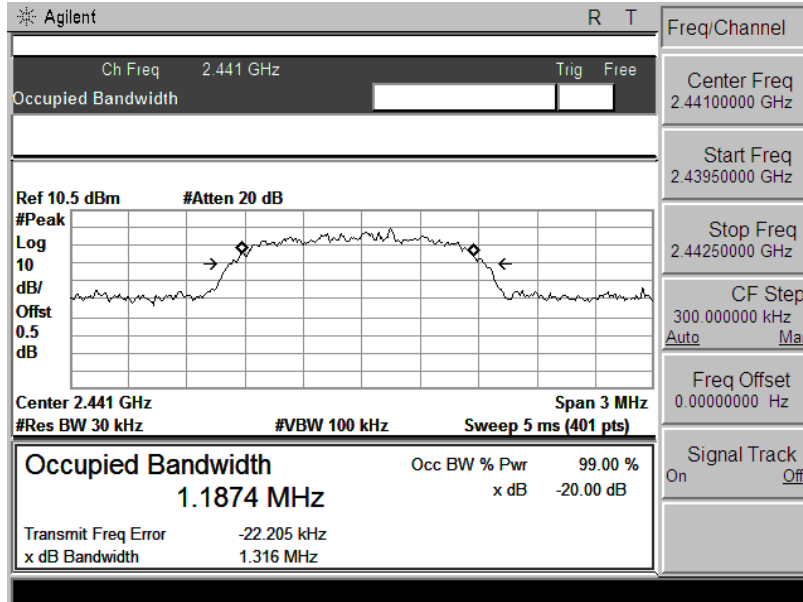 Agilent R T
Freq/Channel
Ch Freq 2.441 GHz Trig Free
Occupied Bandwidth
Center Freq
2.44100000 GHz
Start Freq
2.43950000 GHz
Stop Freq
2.44250000 GHz
CF Step
300.000000 kHz
Auto Mar
Freq Offset
0.00000000 Hz
Signal Track
On Off
Ref 10.5 dBm #Atten 20 dB
#Peak
Log
10
dB/
Offst
0.5
dB
Center 2.441 GHz Span 3 MHz
#Res BW 30 kHz #VBW 100 kHz Sweep 5 ms (401 pts)
Occupied Bandwidth Occ BW % Pwr 99.00 %
1.1874 MHz x dB -20.00 dB
Transmit Freq Error -22.205 kHz
x dB Bandwidth 1.316 MHz